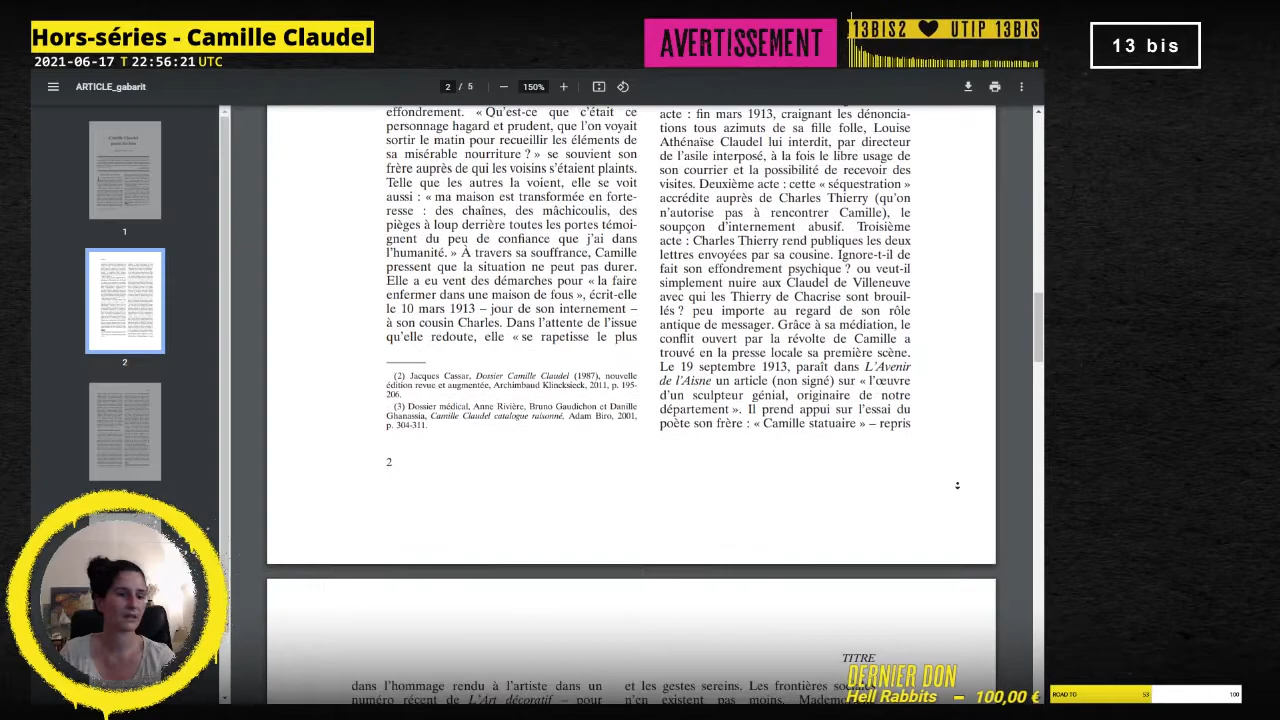 Hors-séries - Camille Claudel
2021-06-17 T 22:56:21 UTC
AVERTISSEMENT
13BIS2 UTIP 13BIS
13 bis
ARTICLE_gabarit
2 / 5
150%
1
2
effondrement. « Qu'est-ce que c'était ce
personnage hagard et prudent, que l'on voyait
sortir le matin pour recueillir les éléments de
sa misérable nourriture ? » se souvient son
frère auprès de qui les voisins s'étaient plaints.
Telle que les autres la voient, elle se voit
aussi : « ma maison est transformée en forte-
resse : des chaînes, des mâchicoulis, des
pièges à loup derrière toutes les portes témoi-
gnent du peu de confiance que j'ai dans
l'humanité. » À travers sa souffrance, Camille
pressent que la situation ne peut pas durer.
Elle a eu vent des démarches pour « la faire
enfermer dans une maison de fous », écrit-elle
le 10 mars 1913 – jour de son internement –
à son cousin Charles. Dans l'attente de l'issue
qu'elle redoute, elle « se rapetisse le plus
(2) Jacques Cassar, Dossier Camille Claudel (1987), nouvelle
édition revue et augmentée, Archimbaud Klincksieck, 2011, p. 195-
206.
(3) Dossier médical, Anne Rivière, Bruno Gaudichon et Danille
Ghanassia, Camille Claudel catalogue raisonné, Adam Biro, 2001,
p. 304-311.
2
acte : fin mars 1913, craignant les dénoncia-
tions tous azimuts de sa fille folle, Louise
Athénaïse Claudel lui interdit, par directeur
de l'asile interposé, à la fois le libre usage de
son courrier et la possibilité de recevoir des
visites. Deuxième acte : cette « séquestration »
accrédite auprès de Charles Thierry (qu'on
n'autorise pas à rencontrer Camille), le
soupçon d'internement abusif. Troisième
acte : Charles Thierry rend publiques les deux
lettres envoyées par sa cousine. Ignore-t-il de
fait son effondrement psychique ? ou veut-il
simplement nuire aux Claudel de Villeneuve
avec qui les Thierry de Chacrise sont brouil-
lés ? peu importe au regard de son rôle
antique de messager. Grâce à sa médiation, le
conflit ouvert par la révolte de Camille a
trouvé en la presse locale sa première scène.
Le 19 septembre 1913, paraît dans L'Avenir
de l'Aisne un article (non signé) sur « l'œuvre
d'un sculpteur génial, originaire de notre
département ». Il prend appui sur l'essai du
poète son frère : « Camille statuaire » – repris
TITRE
dans l'hommage rendu à l'artiste dans un
numéro récent de L'Art décoratif – pour
et les gestes sereins. Les frontières
n'en existent pas moins.
DERNIER DON
Hell Rabbits – 100,00 €
ROAD TO 53 100